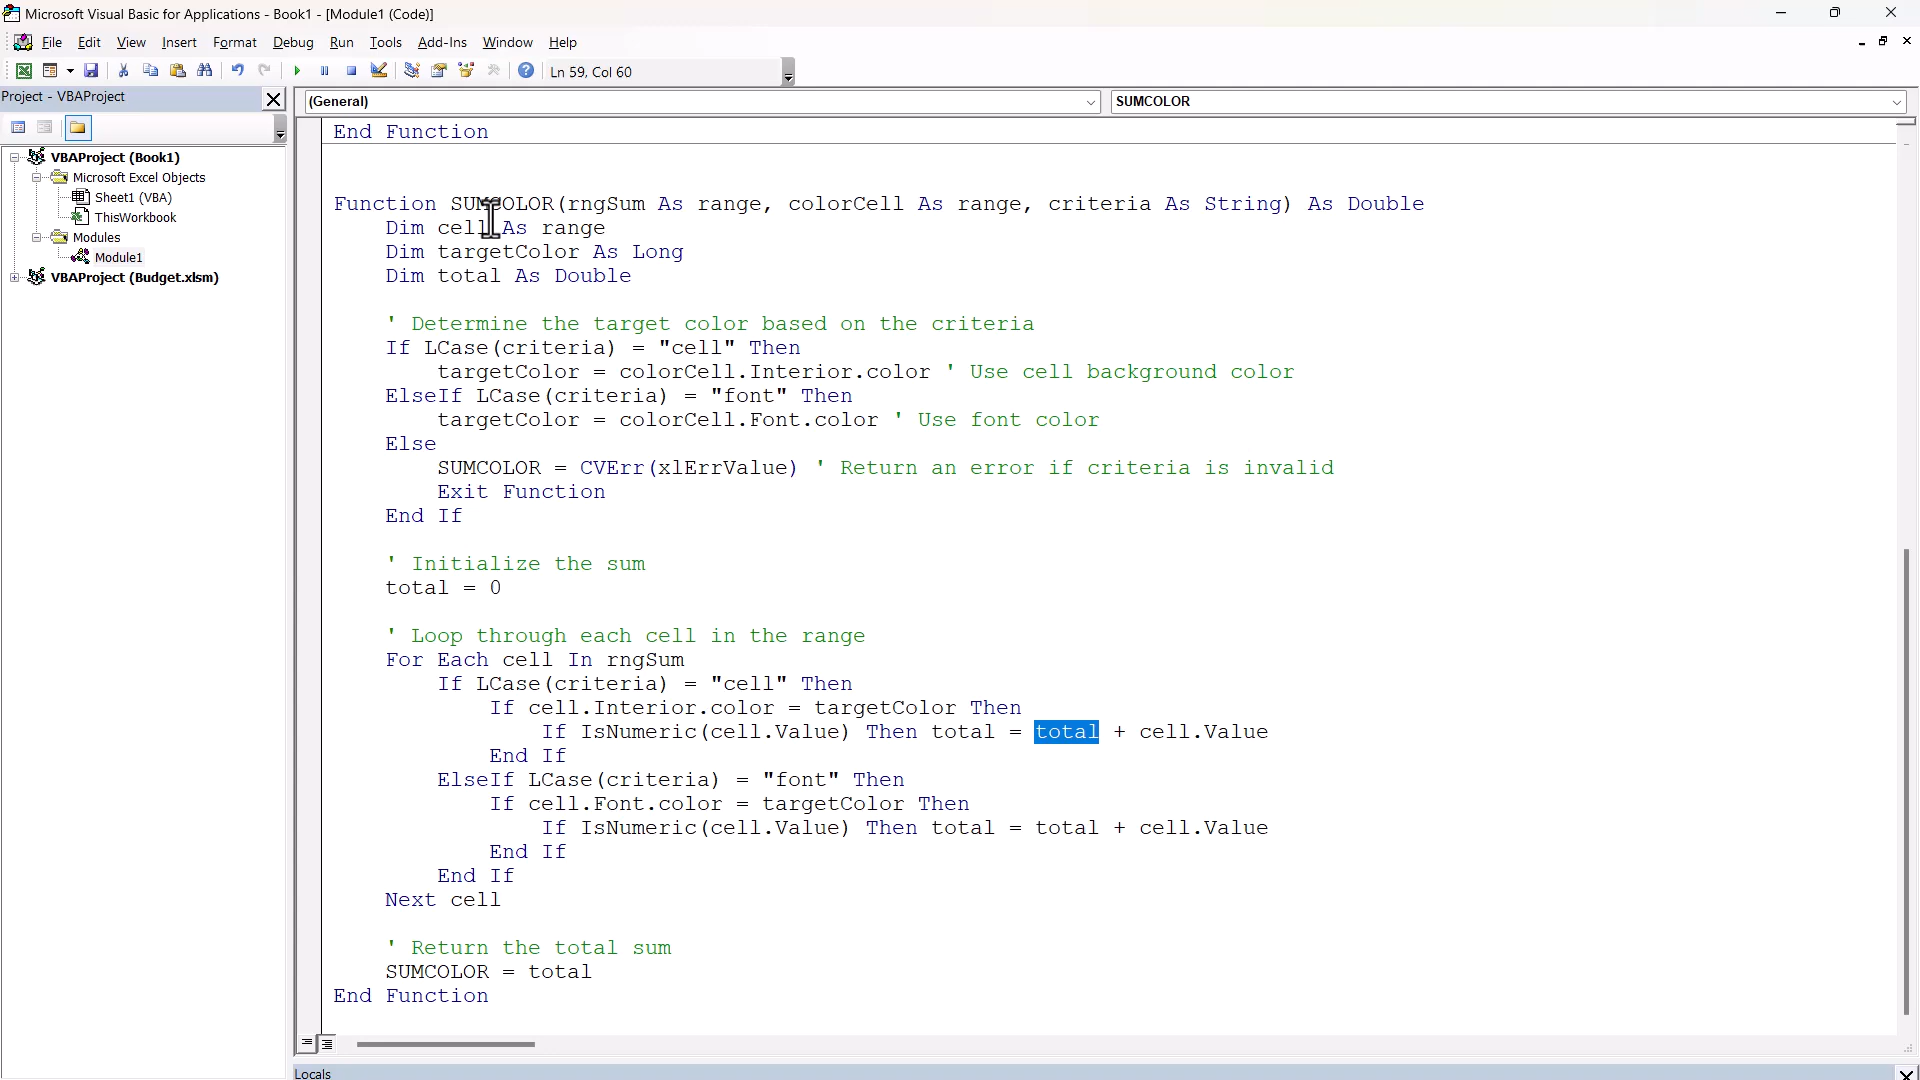 Microsoft Visual Basic for Applications - Book1 - [Module1 (Code)]
File Edit View Insert Format Debug Run Tools Add-Ins Window Help
Ln 59, Col 60
Project - VBAProject
(General)
SUMCOLOR
VBAProject (Book1)
Microsoft Excel Objects
Sheet1 (VBA)
ThisWorkbook
Modules
Module1
VBAProject (Budget.xlsm)
End Function
Function SUMCOLOR(rngSum As range, colorCell As range, criteria As String) As Double
Dim cell As range
Dim targetColor As Long
Dim total As Double
' Determine the target color based on the criteria
If LCase(criteria) = "cell" Then
targetColor = colorCell.Interior.color ' Use cell background color
ElseIf LCase(criteria) = "font" Then
targetColor = colorCell.Font.color ' Use font color
Else
SUMCOLOR = CVErr(xlErrValue) ' Return an error if criteria is invalid
Exit Function
End If
' Initialize the sum
total = 0
' Loop through each cell in the range
For Each cell In rngSum
If LCase(criteria) = "cell" Then
If cell.Interior.color = targetColor Then
If IsNumeric(cell.Value) Then total = total + cell.Value
End If
ElseIf LCase(criteria) = "font" Then
If cell.Font.color = targetColor Then
If IsNumeric(cell.Value) Then total = total + cell.Value
End If
End If
Next cell
' Return the total sum
SUMCOLOR = total
End Function
Locals